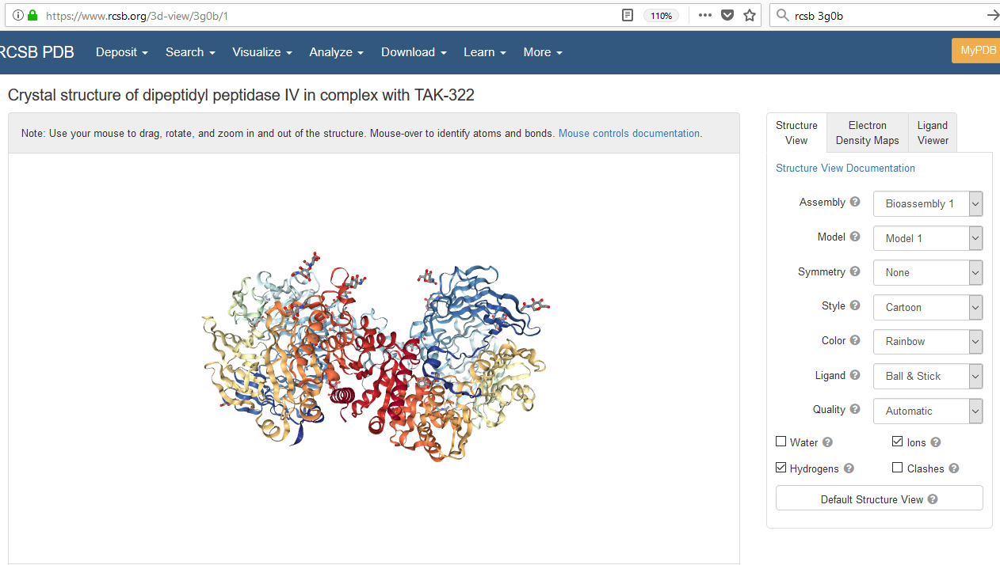 https://www.rcsb.org/3d-view/3g0b/1
110%
rcsb 3g0b
RCSB PDB
Deposit
Search
Visualize
Analyze
Download
Learn
More
MyPDB
Crystal structure of dipeptidyl peptidase IV in complex with TAK-322
Note: Use your mouse to drag, rotate, and zoom in and out of the structure. Mouse-over to identify atoms and bonds. Mouse controls documentation.
Structure
View
Electron
Density Maps
Ligand
Viewer
Structure View Documentation
Assembly ? Bioassembly 1
Model ? Model 1
Symmetry ? None
Style ? Cartoon
Color ? Rainbow
Ligand ? Ball & Stick
Quality ? Automatic
Water ? Ions ?
Hydrogens ? Clashes ?
Default Structure View ?